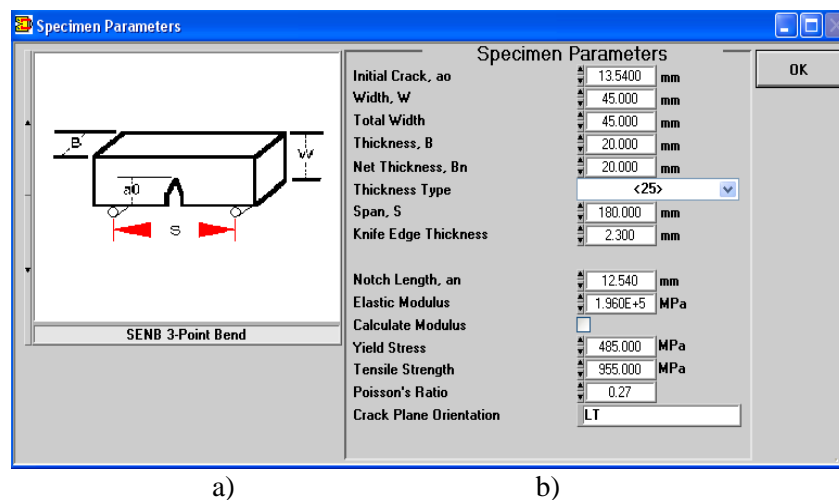 Specimen Parameters
B
W
a0
S
SENB 3-Point Bend
Specimen Parameters
Initial Crack, ao 13.5400 mm
Width, W 45.000 mm
Total Width 45.000 mm
Thickness, B 20.000 mm
Net Thickness, Bn 20.000 mm
Thickness Type <25>
Span, S 180.000 mm
Knife Edge Thickness 2.300 mm
Notch Length, an 12.540 mm
Elastic Modulus 1.960E+5 MPa
Calculate Modulus
Yield Stress 485.000 MPa
Tensile Strength 955.000 MPa
Poisson's Ratio 0.27
Crack Plane Orientation LT
OK
a) b)